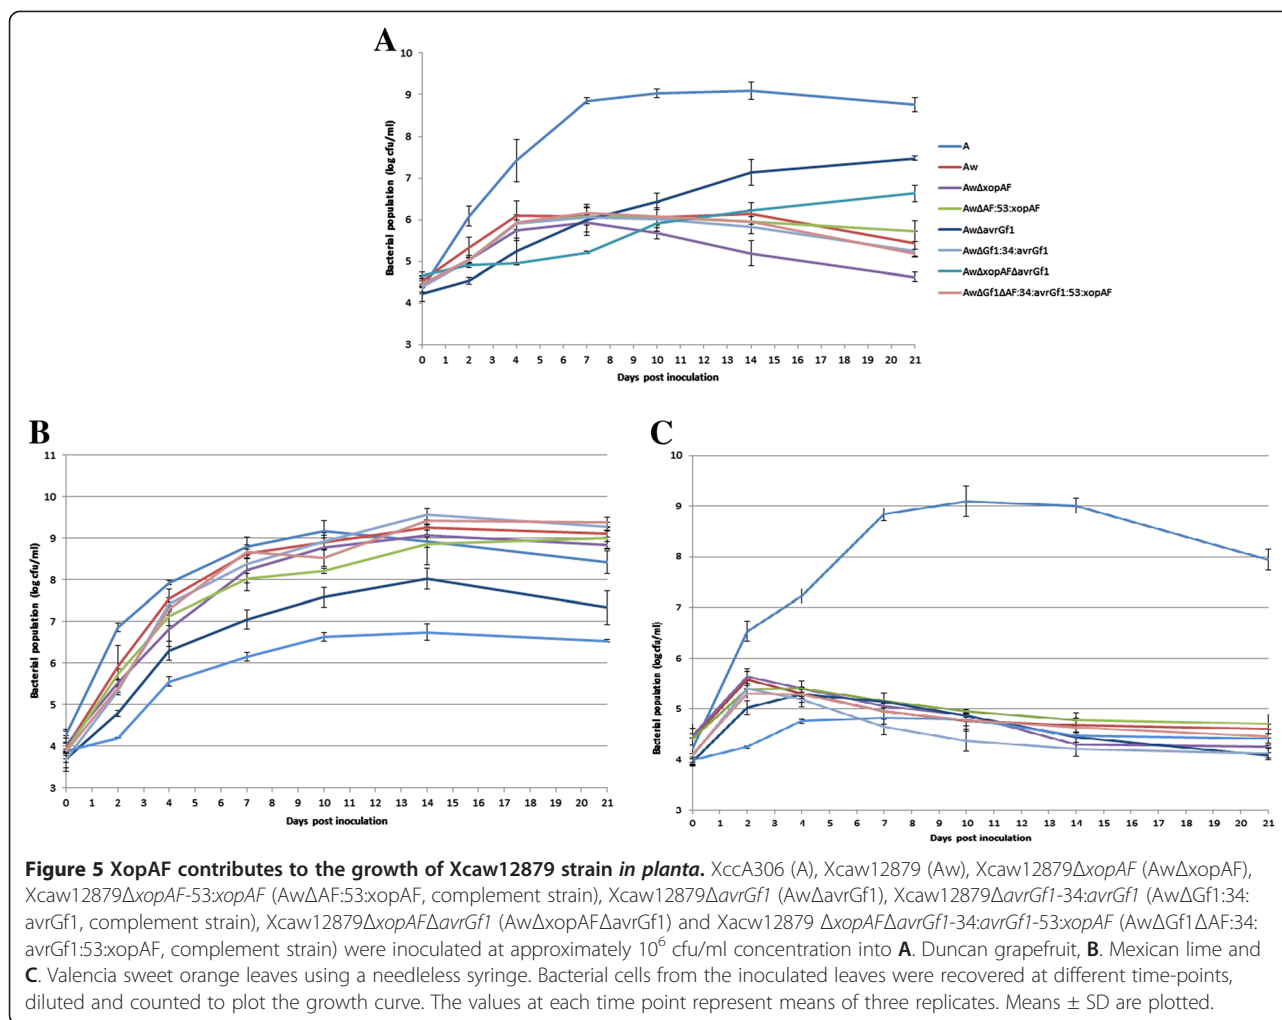 A
10
9
8
7
6
5
4
3
Bacterial population (log cfu/ml)
0 1 2 3 4 5 6 7 8 9 10 11 12 13 14 15 16 17 18 19 20 21
Days post inoculation
A
Aw
AwΔxopAF
AwΔAF:53:xopAF
AwΔavrGf1
AwΔGf1:34:avrGf1
AwΔxopAFΔavrGf1
AwΔGf1ΔAF:34:avrGf1:53:xopAF
B
11
10
9
8
7
6
5
4
3
Bacterial population (log cfu/ml)
0 1 2 3 4 5 6 7 8 9 10 11 12 13 14 15 16 17 18 19 20 21
Days post inoculation
C
10
9
8
7
6
5
4
3
Bacterial population (log cfu/ml)
0 1 2 3 4 5 6 7 8 9 10 11 12 13 14 15 16 17 18 19 20 21
Days post inoculation
Figure 5 XopAF contributes to the growth of Xcaw12879 strain in planta. XccA306 (A), Xcaw12879 (Aw), Xcaw12879ΔxopAF (AwΔxopAF),
Xcaw12879ΔxopAF-53:xopAF (AwΔAF:53:xopAF, complement strain), Xcaw12879ΔavrGf1 (AwΔavrGf1), Xcaw12879ΔavrGf1-34:avrGf1 (AwΔGf1:34:
avrGf1, complement strain), Xcaw12879ΔxopAFΔavrGf1 (AwΔxopAFΔavrGf1) and Xacw12879 ΔxopAFΔavrGf1-34:avrGf1-53:xopAF (AwΔGf1ΔAF:34:
avrGf1:53:xopAF, complement strain) were inoculated at approximately 10⁶ cfu/ml concentration into A. Duncan grapefruit, B. Mexican lime and
C. Valencia sweet orange leaves using a needleless syringe. Bacterial cells from the inoculated leaves were recovered at different time-points,
diluted and counted to plot the growth curve. The values at each time point represent means of three replicates. Means ± SD are plotted.